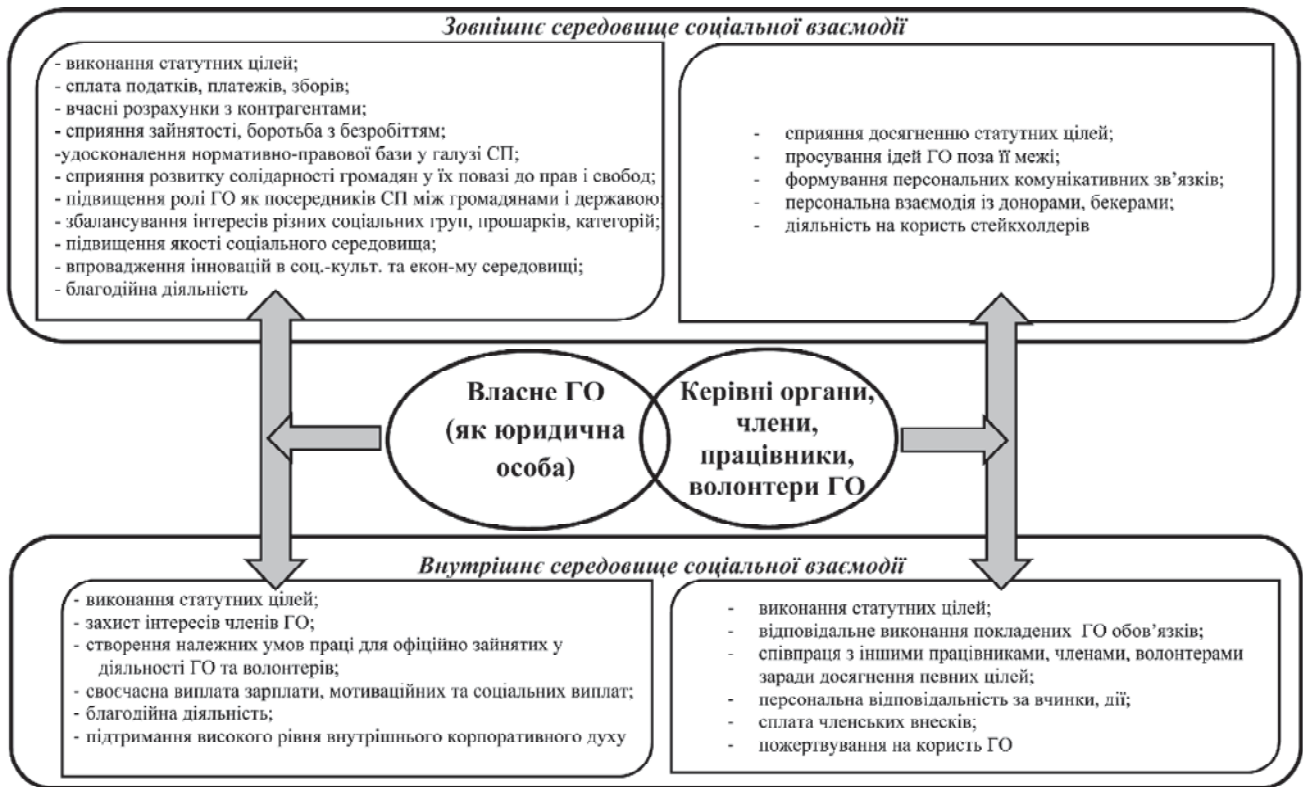 Зовнішнє середовище соціальної взаємодії
- виконання статутних цілей;
- сплата податків, платежів, зборів;
- вчасні розрахунки з контрагентами;
- сприяння зайнятості, боротьба з безробіттям;
-удосконалення нормативно-правової бази у галузі СП;
- сприяння розвитку солідарності громадян у їх повазі до прав і свобод;
- підвищення ролі ГО як посередників СП між громадянами і державою;
- збалансування інтересів різних соціальних груп, прошарків, категорій;
- підвищення якості соціального середовища;
- впровадження інновацій в соц.-культ. та екон-му середовищі;
- благодійна діяльність
- сприяння досягненню статутних цілей;
- просування ідей ГО поза її межі;
- формування персональних комунікативних зв’язків;
- персональна взаємодія із донорами, бекерами;
- діяльність на користь стейкхолдерів
Власне ГО
(як юридична
особа)
Керівні органи,
члени,
працівники,
волонтери ГО
Внутрішнє середовище соціальної взаємодії
- виконання статутних цілей;
- захист інтересів членів ГО;
- створення належних умов праці для офіційно зайнятих у
діяльності ГО та волонтерів;
- своєчасна виплата зарплати, мотиваційних та соціальних виплат;
- благодійна діяльність;
- підтримання високого рівня внутрішнього корпоративного духу
- виконання статутних цілей;
- відповідальне виконання покладених ГО обов’язків;
- співпраця з іншими працівниками, членами, волонтерами
заради досягнення певних цілей;
- персональна відповідальність за вчинки, дії;
- сплата членських внесків;
- пожертвування на користь ГО